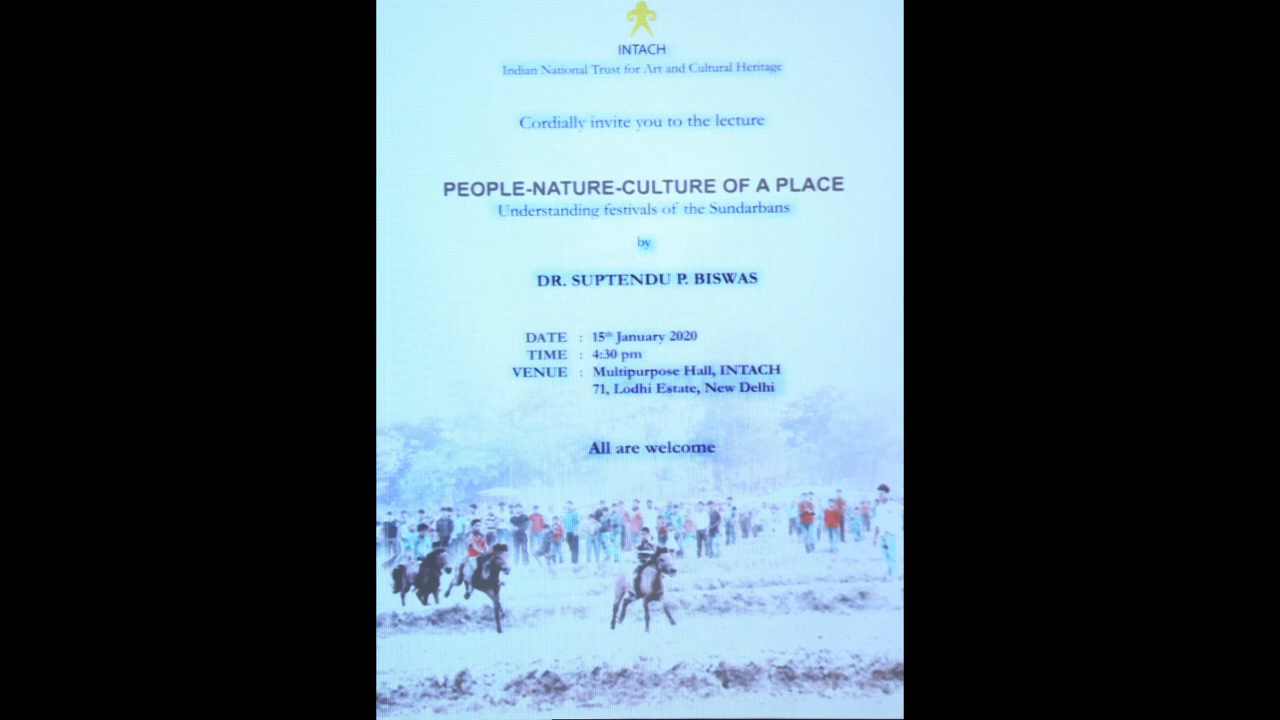 INTACH
Indian National Trust for Art and Cultural Heritage
Cordially invite you to the lecture
PEOPLE-NATURE-CULTURE OF A PLACE
Understanding festivals of the Sundarbans
by
DR. SUPTENDU P. BISWAS
DATE : 15th January 2020
TIME : 4:30 pm
VENUE : Multipurpose Hall, INTACH
71, Lodhi Estate, New Delhi
All are welcome